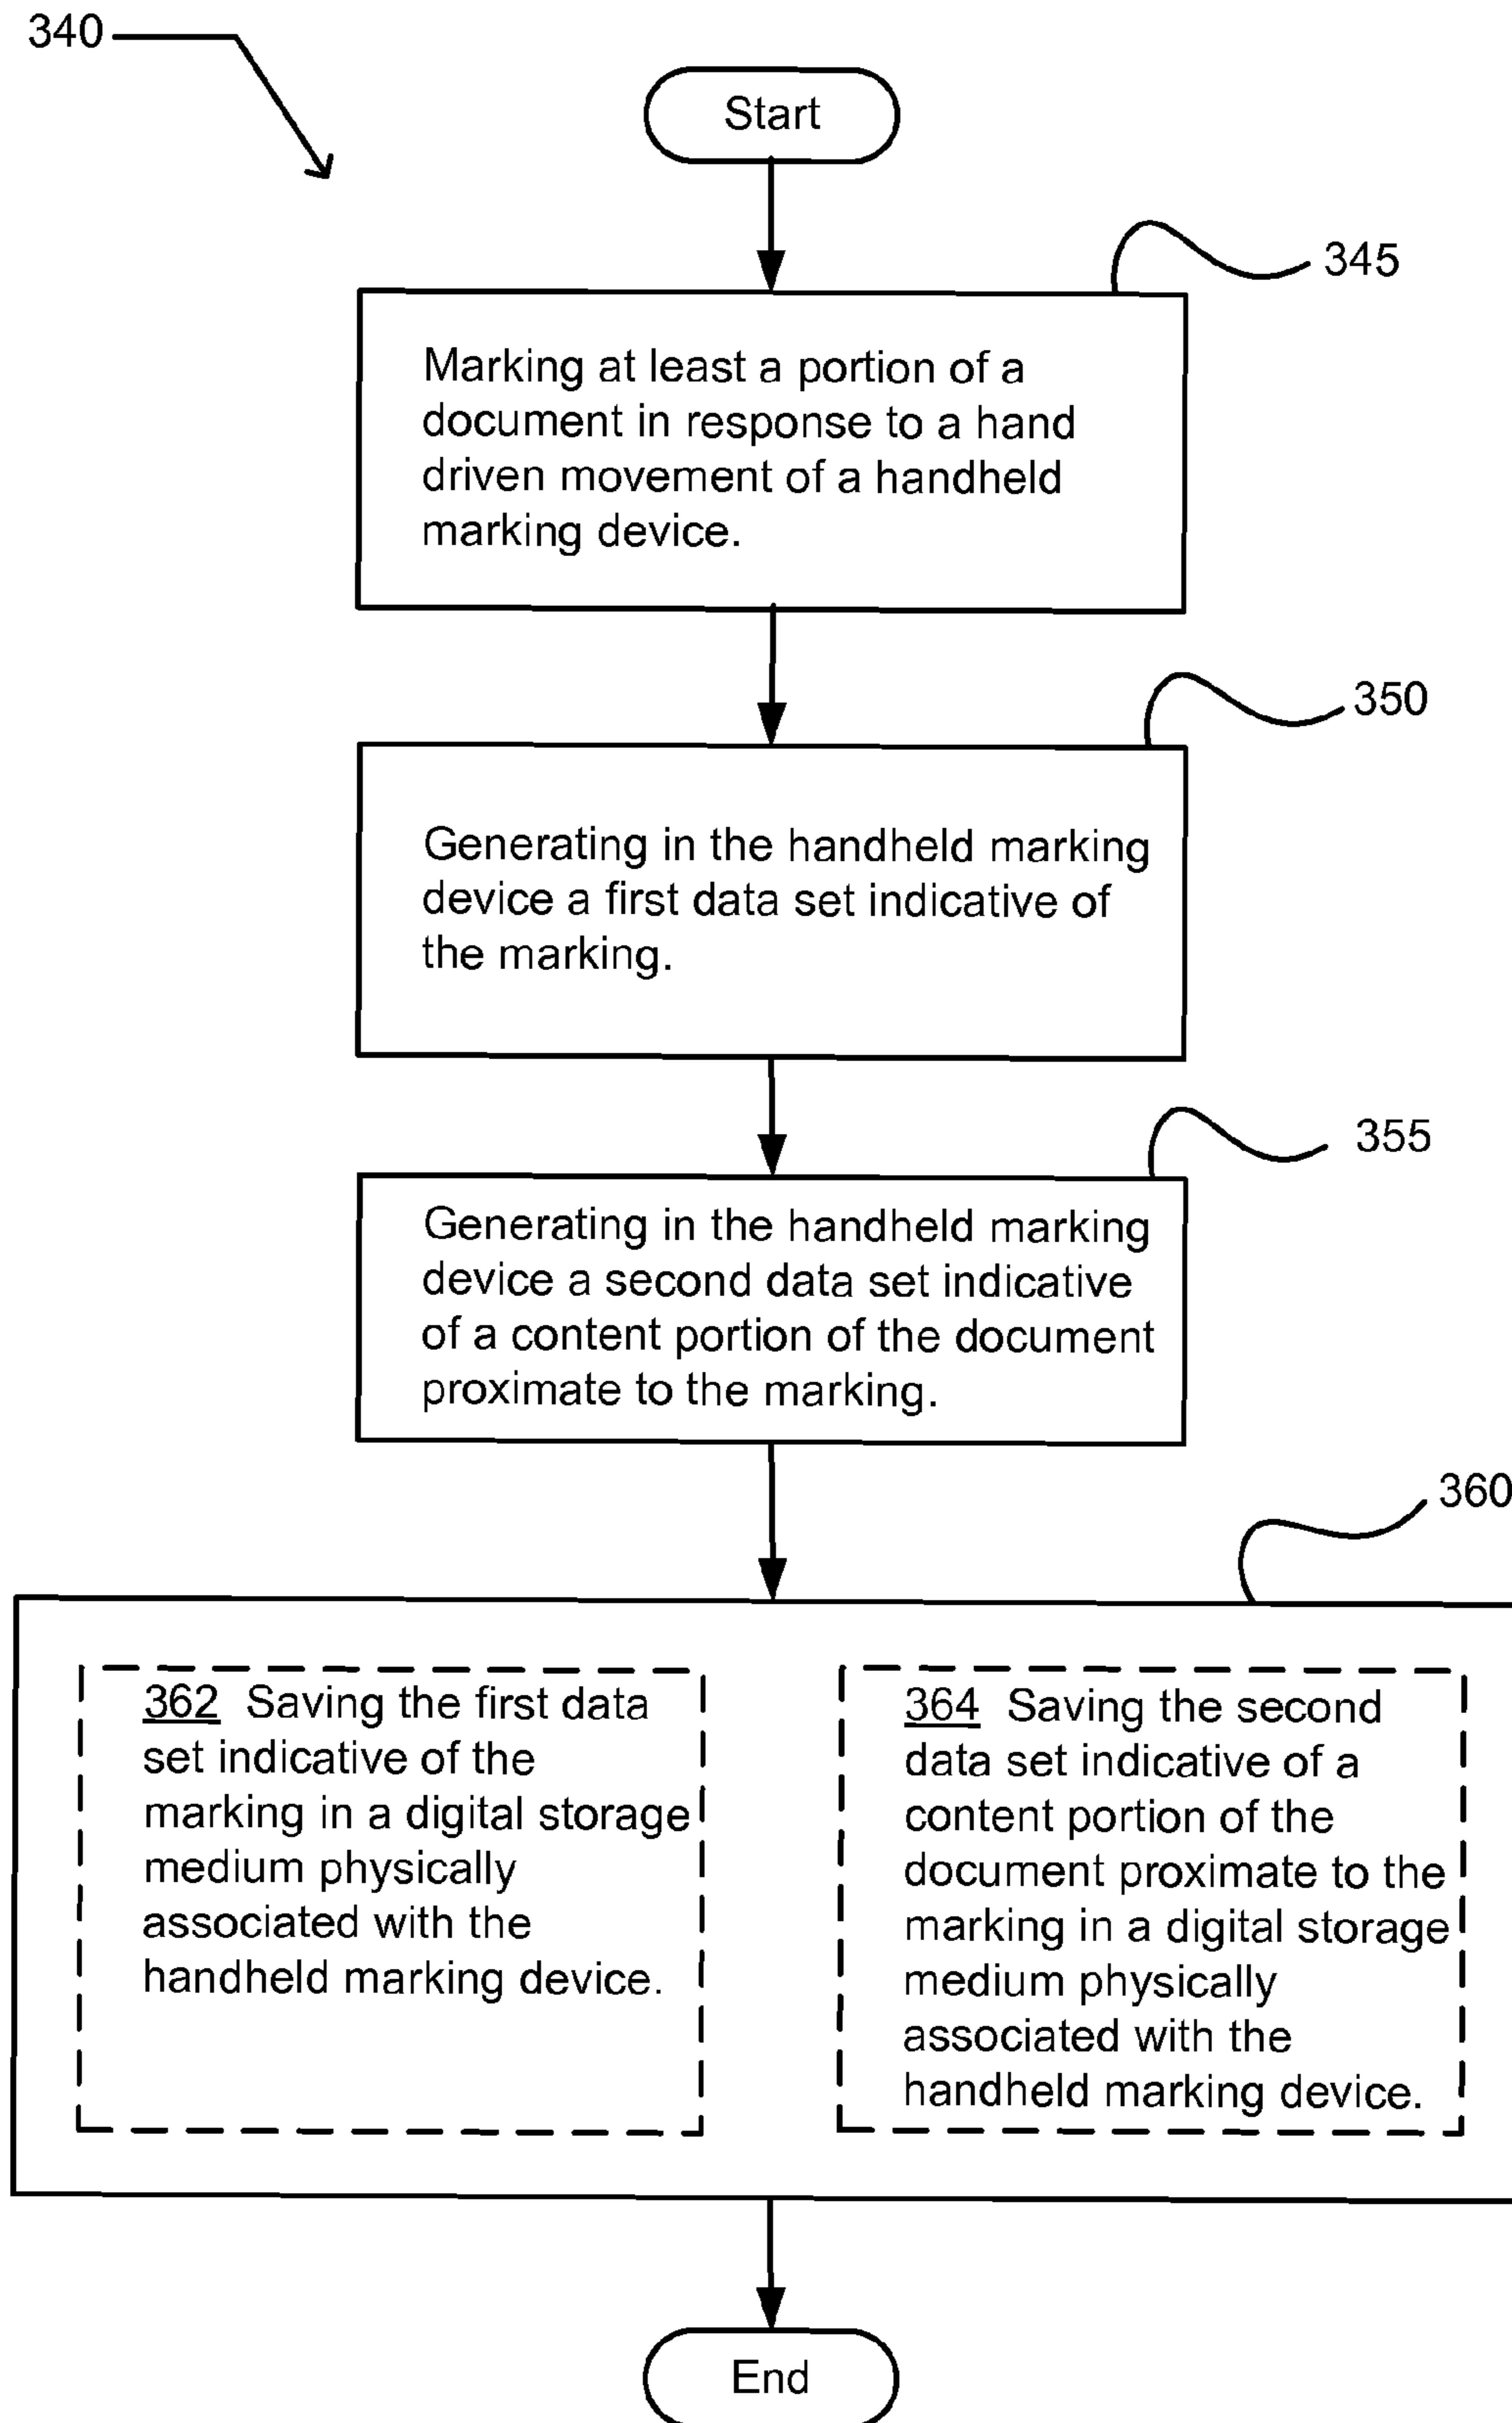 340
Start
345
Marking at least a portion of a
document in response to a hand
driven movement of a handheld
marking device.
350
Generating in the handheld marking
device a first data set indicative of
the marking.
355
Generating in the handheld marking
device a second data set indicative
of a content portion of the document
proximate to the marking.
360
362 Saving the first data
set indicative of the
marking in a digital storage
medium physically
associated with the
handheld marking device.
364 Saving the second
data set indicative of a
content portion of the
document proximate to the
marking in a digital storage
medium physically
associated with the
handheld marking device.
End